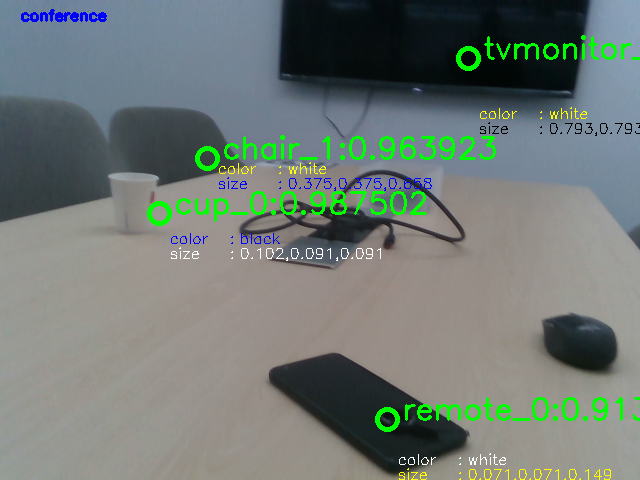 conference
tvmonitor_
color : white
size : 0.793,0.793
chair_1:0.963923
color : white
size : 0.375,0.375,0.668
cup_0:0.987502
color : black
size : 0.102,0.091,0.091
remote_0:0.913
color : white
size : 0.071,0.071,0.149